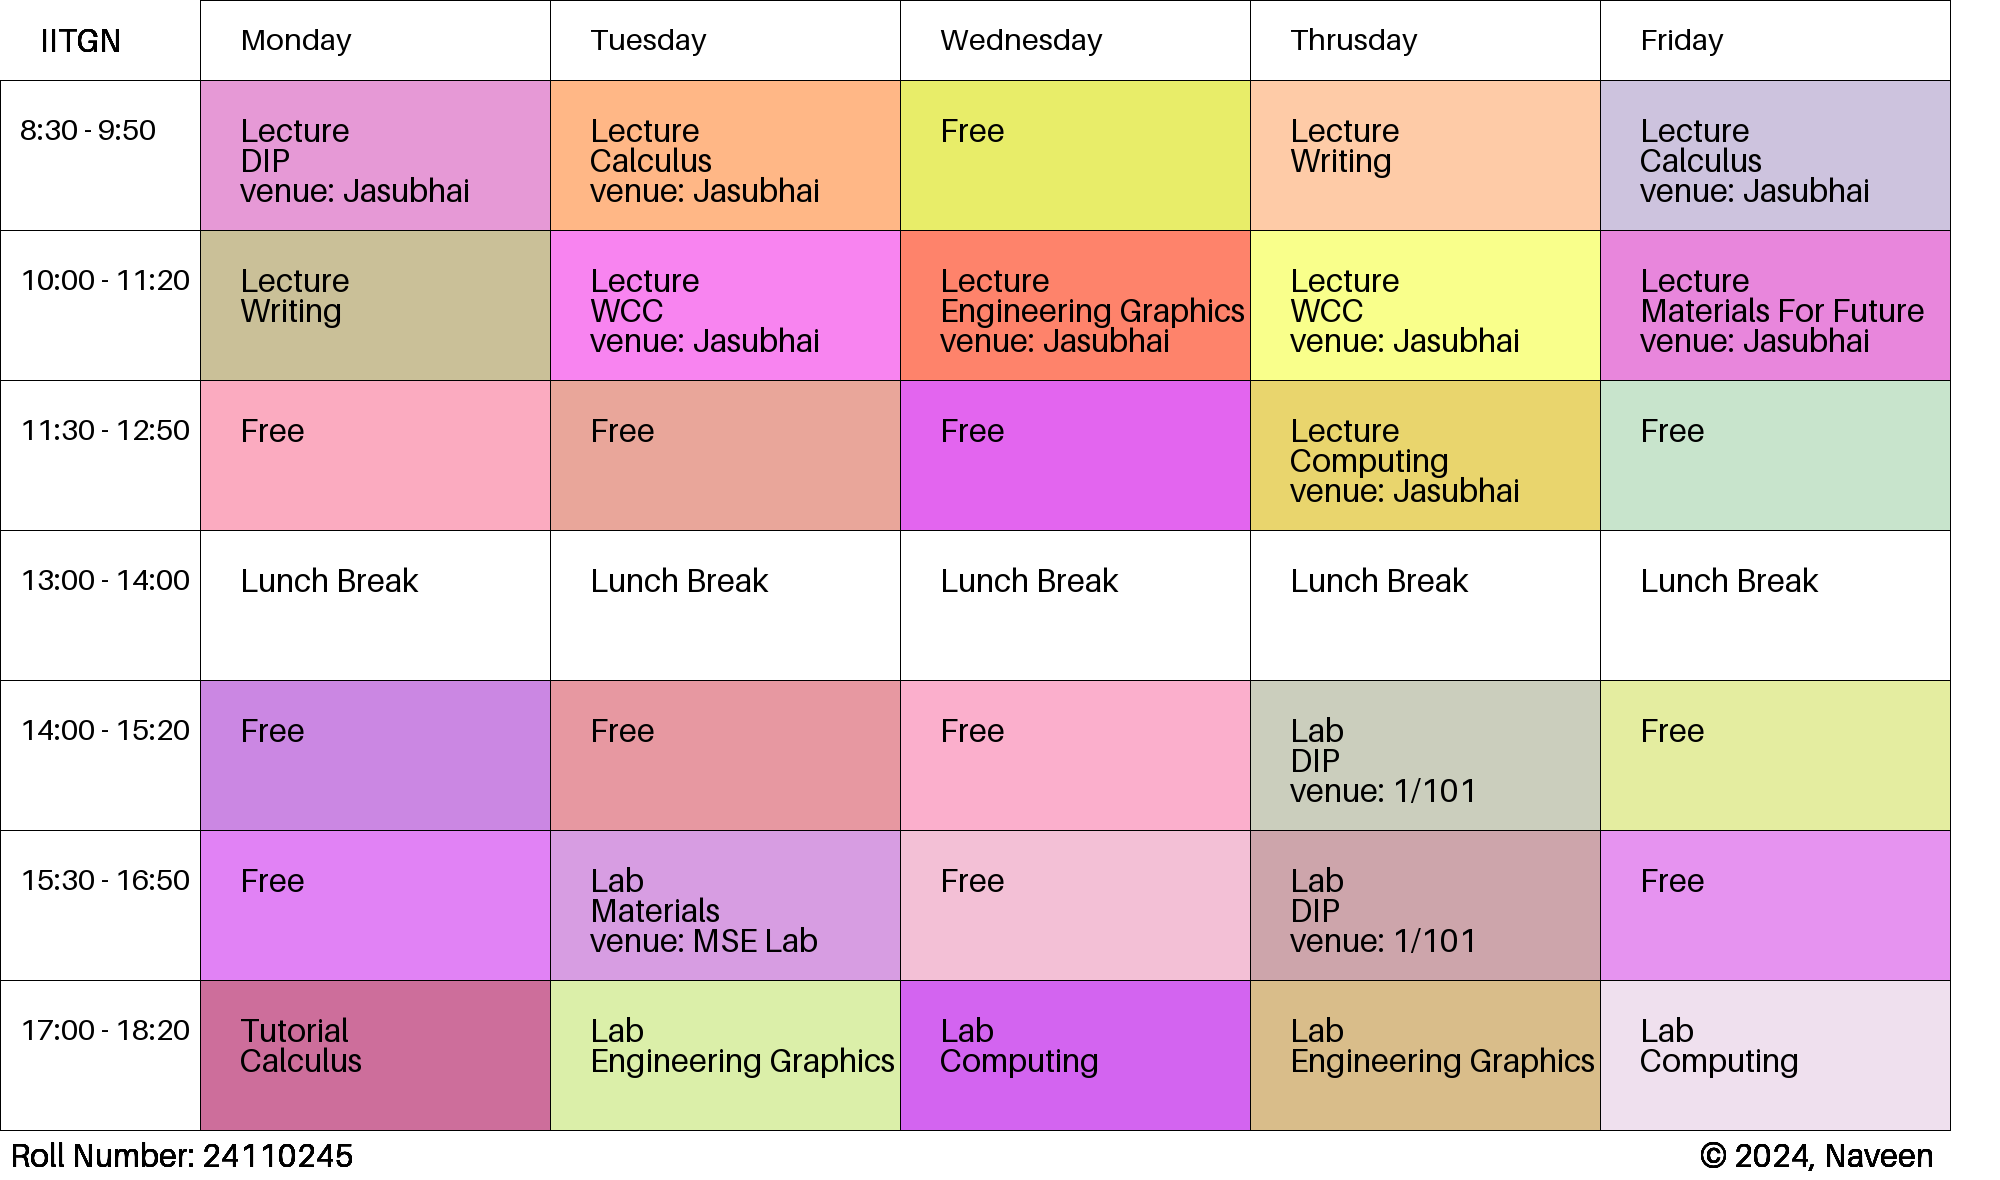 IITGN Monday Tuesday Wednesday Thrusday Friday
8:30 - 9:50
Lecture
DIP
venue: Jasubhai
Lecture
Calculus
venue: Jasubhai
Free
Lecture
Writing
Lecture
Calculus
venue: Jasubhai
10:00 - 11:20
Lecture
Writing
Lecture
WCC
venue: Jasubhai
Lecture
Engineering Graphics
venue: Jasubhai
Lecture
WCC
venue: Jasubhai
Lecture
Materials For Future
venue: Jasubhai
11:30 - 12:50
Free
Free
Free
Lecture
Computing
venue: Jasubhai
Free
13:00 - 14:00
Lunch Break
Lunch Break
Lunch Break
Lunch Break
Lunch Break
14:00 - 15:20
Free
Free
Free
Lab
DIP
venue: 1/101
Free
15:30 - 16:50
Free
Lab
Materials
venue: MSE Lab
Free
Lab
DIP
venue: 1/101
Free
17:00 - 18:20
Tutorial
Calculus
Lab
Engineering Graphics
Lab
Computing
Lab
Engineering Graphics
Lab
Computing
Roll Number: 24110245
© 2024, Naveen